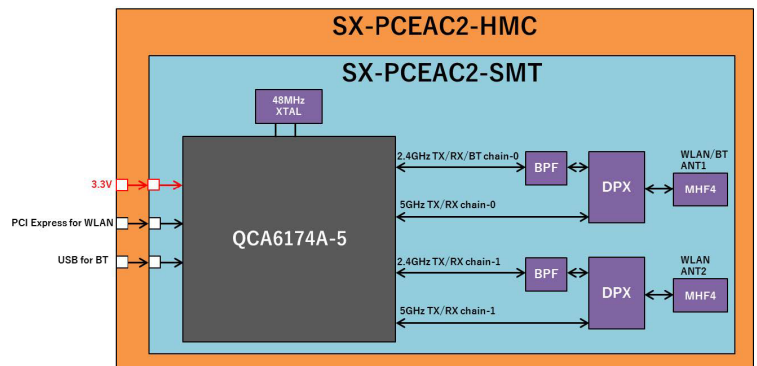 SX-PCEAC2-HMC
SX-PCEAC2-SMT
48MHz
XTAL
2.4GHz TX/RX/BT chain-0
BPF
DPX
WLAN/BT
ANT1
MHF4
3.3V
5GHz TX/RX chain-0
PCI Express for WLAN
QCA6174A-5
USB for BT
2.4GHz TX/RX chain-1
BPF
DPX
WLAN
ANT2
MHF4
5GHz TX/RX chain-1